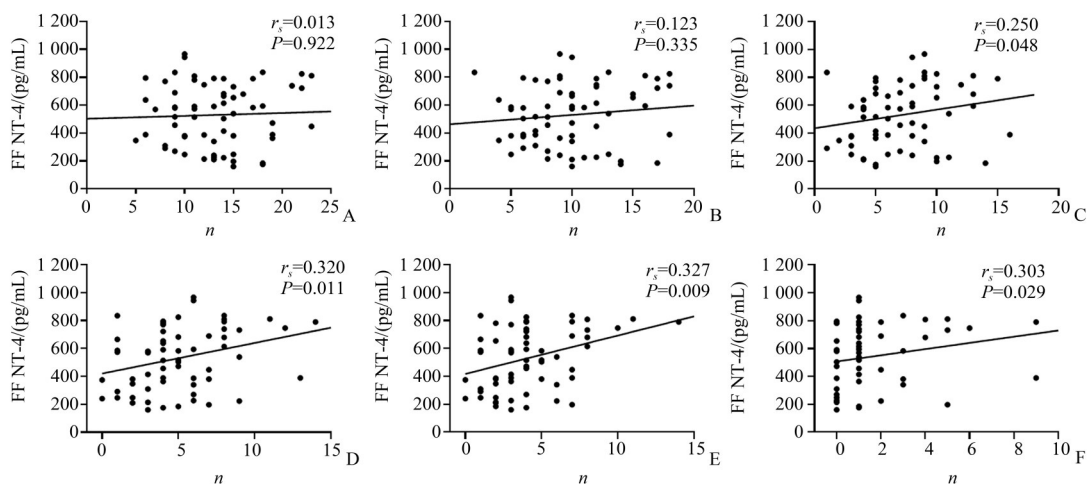 1 200
1 000
800
600
400
200
0
FF NT-4/(pg/mL)
r_s=0.013
P=0.922
0 5 10 15 20 25
n
A
1 200
1 000
800
600
400
200
0
FF NT-4/(pg/mL)
r_s=0.123
P=0.335
0 5 10 15 20
n
B
1 200
1 000
800
600
400
200
0
FF NT-4/(pg/mL)
r_s=0.250
P=0.048
0 5 10 15 20
n
C
1 200
1 000
800
600
400
200
0
FF NT-4/(pg/mL)
r_s=0.320
P=0.011
0 5 10 15
n
D
1 200
1 000
800
600
400
200
0
FF NT-4/(pg/mL)
r_s=0.327
P=0.009
0 5 10 15
n
E
1 200
1 000
800
600
400
200
0
FF NT-4/(pg/mL)
r_s=0.303
P=0.029
0 2 4 6 8 10
n
F